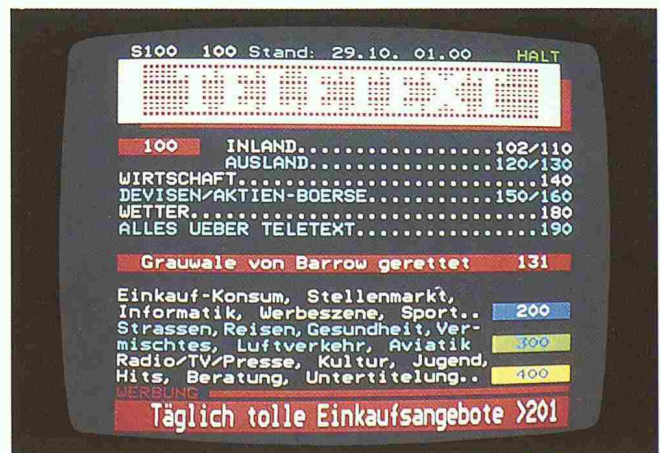 S100 100 Stand: 29.10. 01.00 HALT
TELETEXT
100 INLAND.....................102/110
AUSLAND....................120/130
WIRTSCHAFT.............................140
DEVISEN/AKTIEN-BOERSE............150/160
WETTER.................................180
ALLES UEBER TELETEXT...................190
Grauwale von Barrow gerettet 131
Einkauf-Konsum, Stellenmarkt,
Informatik, Werbeszene, Sport.. 200
Strassen,Reisen,Gesundheit,Ver-
mischtes, Luftverkehr, Aviatik 300
Radio/TV/Presse, Kultur, Jugend,
Hits, Beratung, Untertitelung.. 400
WERBUNG
Täglich tolle Einkaufsangebote >201